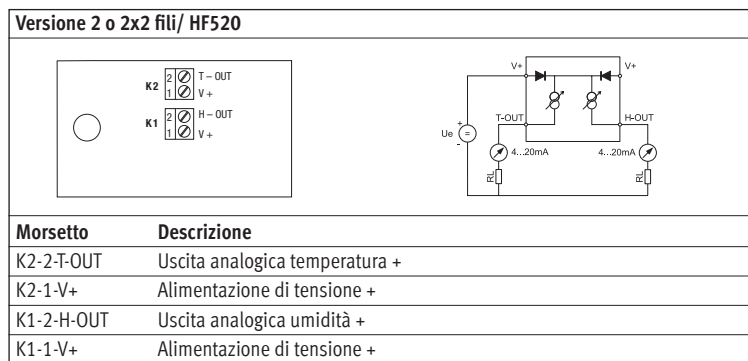 Versione 2 o 2x2 fili/ HF520
K2
2 T – OUT
1 V +
K1
2 H – OUT
1 V +
V+ V+
T-OUT H-OUT
+
Ue =
-
4...20mA 4...20mA
RL RL
Morsetto Descrizione
K2-2-T-OUT Uscita analogica temperatura +
K2-1-V+ Alimentazione di tensione +
K1-2-H-OUT Uscita analogica umidità +
K1-1-V+ Alimentazione di tensione +